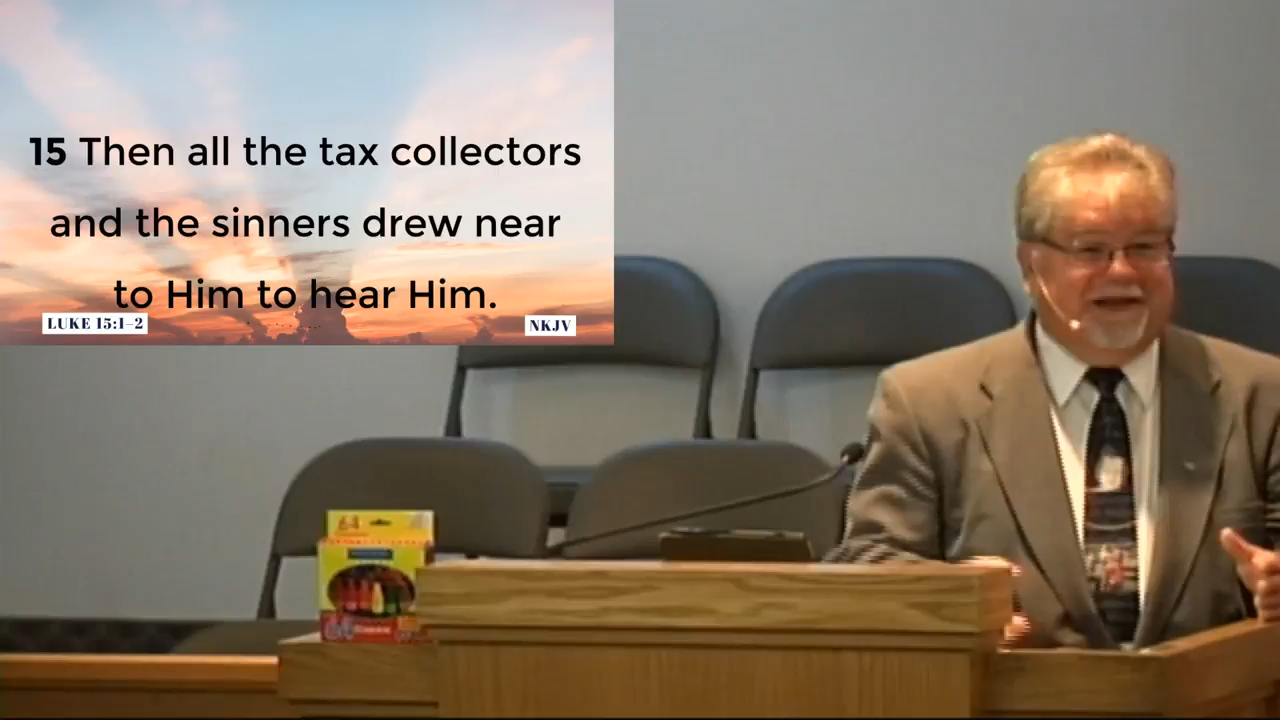 15 Then all the tax collectors
and the sinners drew near
to Him to hear Him.
LUKE 15:1–2
NKJV
64